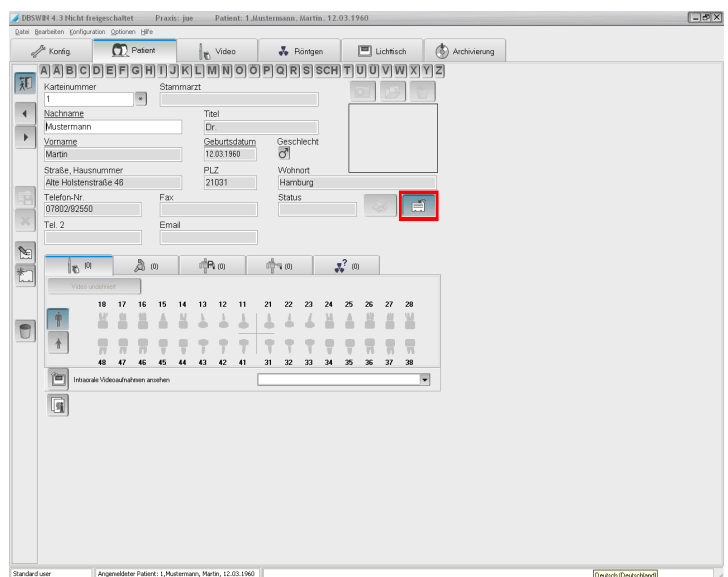 DBSWIN 4.3 Nicht freigeschaltet Praxis: jue Patient: 1,Mustermann, Martin, 12.03.1960
Datei Bearbeiten Konfiguration Optionen Hilfe
Konfig. Patient Video Röntgen Lichttisch Archivierung
A Ä B C D E F G H I J K L M N O Ö P Q R S SCH T U Ü V W X Y Z
Karteinummer Stammarzt
1
Nachname Titel
Mustermann Dr.
Vorname Geburtsdatum Geschlecht
Martin 12.03.1960
Straße, Hausnummer PLZ Wohnort
Alte Holstenstraße 46 21031 Hamburg
Telefon-Nr. Fax Status
07802/92550
Tel. 2 Email
(0) (0) (0) (0) (0)
Video undefiniert
18 17 16 15 14 13 12 11 21 22 23 24 25 26 27 28
48 47 46 45 44 43 42 41 31 32 33 34 35 36 37 38
Intraorale Videoaufnahmen ansehen
Standard user Angemeldeter Patient: 1,Mustermann, Martin, 12.03.1960
Deutsch (Deutschland)